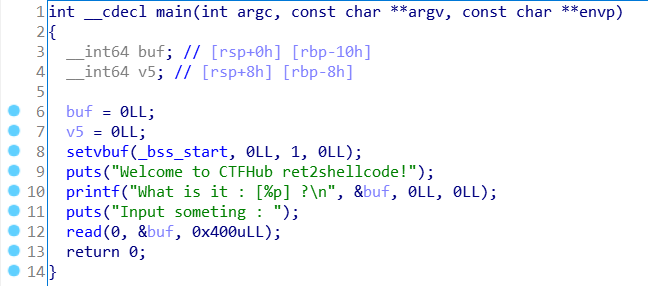 1 int __cdecl main(int argc, const char **argv, const char **envp)
2 {
3 __int64 buf; // [rsp+0h] [rbp-10h]
4 __int64 v5; // [rsp+8h] [rbp-8h]
5
6 buf = 0LL;
7 v5 = 0LL;
8 setvbuf(_bss_start, 0LL, 1, 0LL);
9 puts("Welcome to CTFHub ret2shellcode!");
10 printf("What is it : [%p] ?\n", &buf, 0LL, 0LL);
11 puts("Input someting : ");
12 read(0, &buf, 0x400uLL);
13 return 0;
14 }